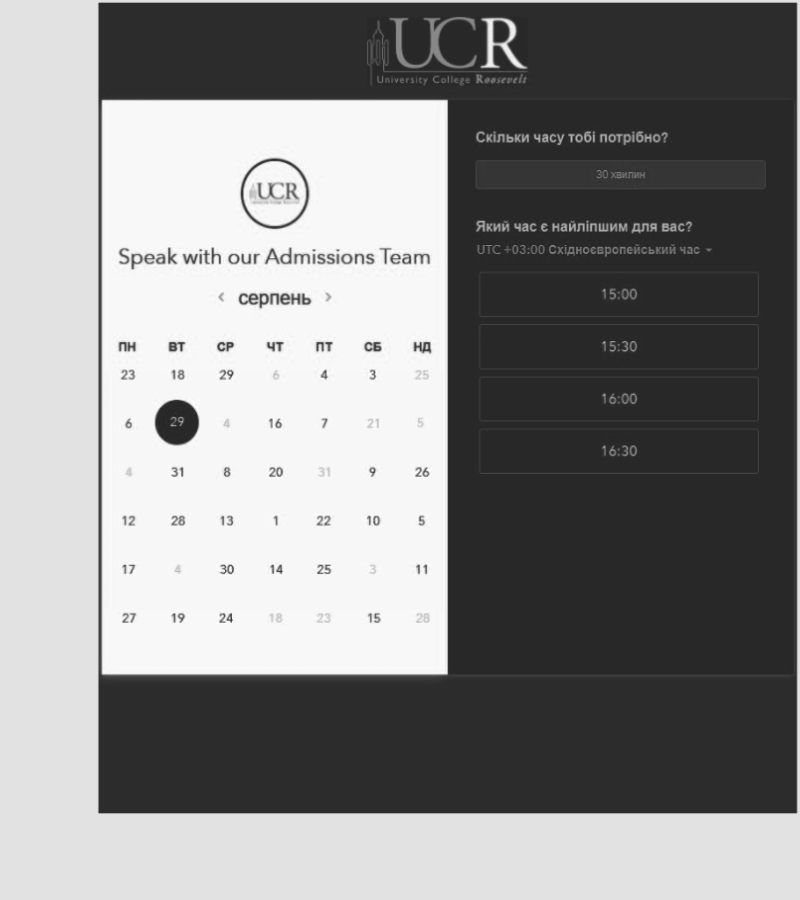 UCR
University College Roosevelt
UCR
Speak with our Admissions Team
серпень
ПН ВТ СР ЧТ ПТ СБ НД
23 18 29 6 4 3 25
6 29 4 16 7 21 5
4 31 8 20 31 9 26
12 28 13 1 22 10 5
17 4 30 14 25 3 11
27 19 24 18 23 15 28
Скільки часу тобі потрібно?
30 хвилин
Який час є найліпшим для вас?
UTC +03:00 Східноєвропейський час
15:00
15:30
16:00
16:30